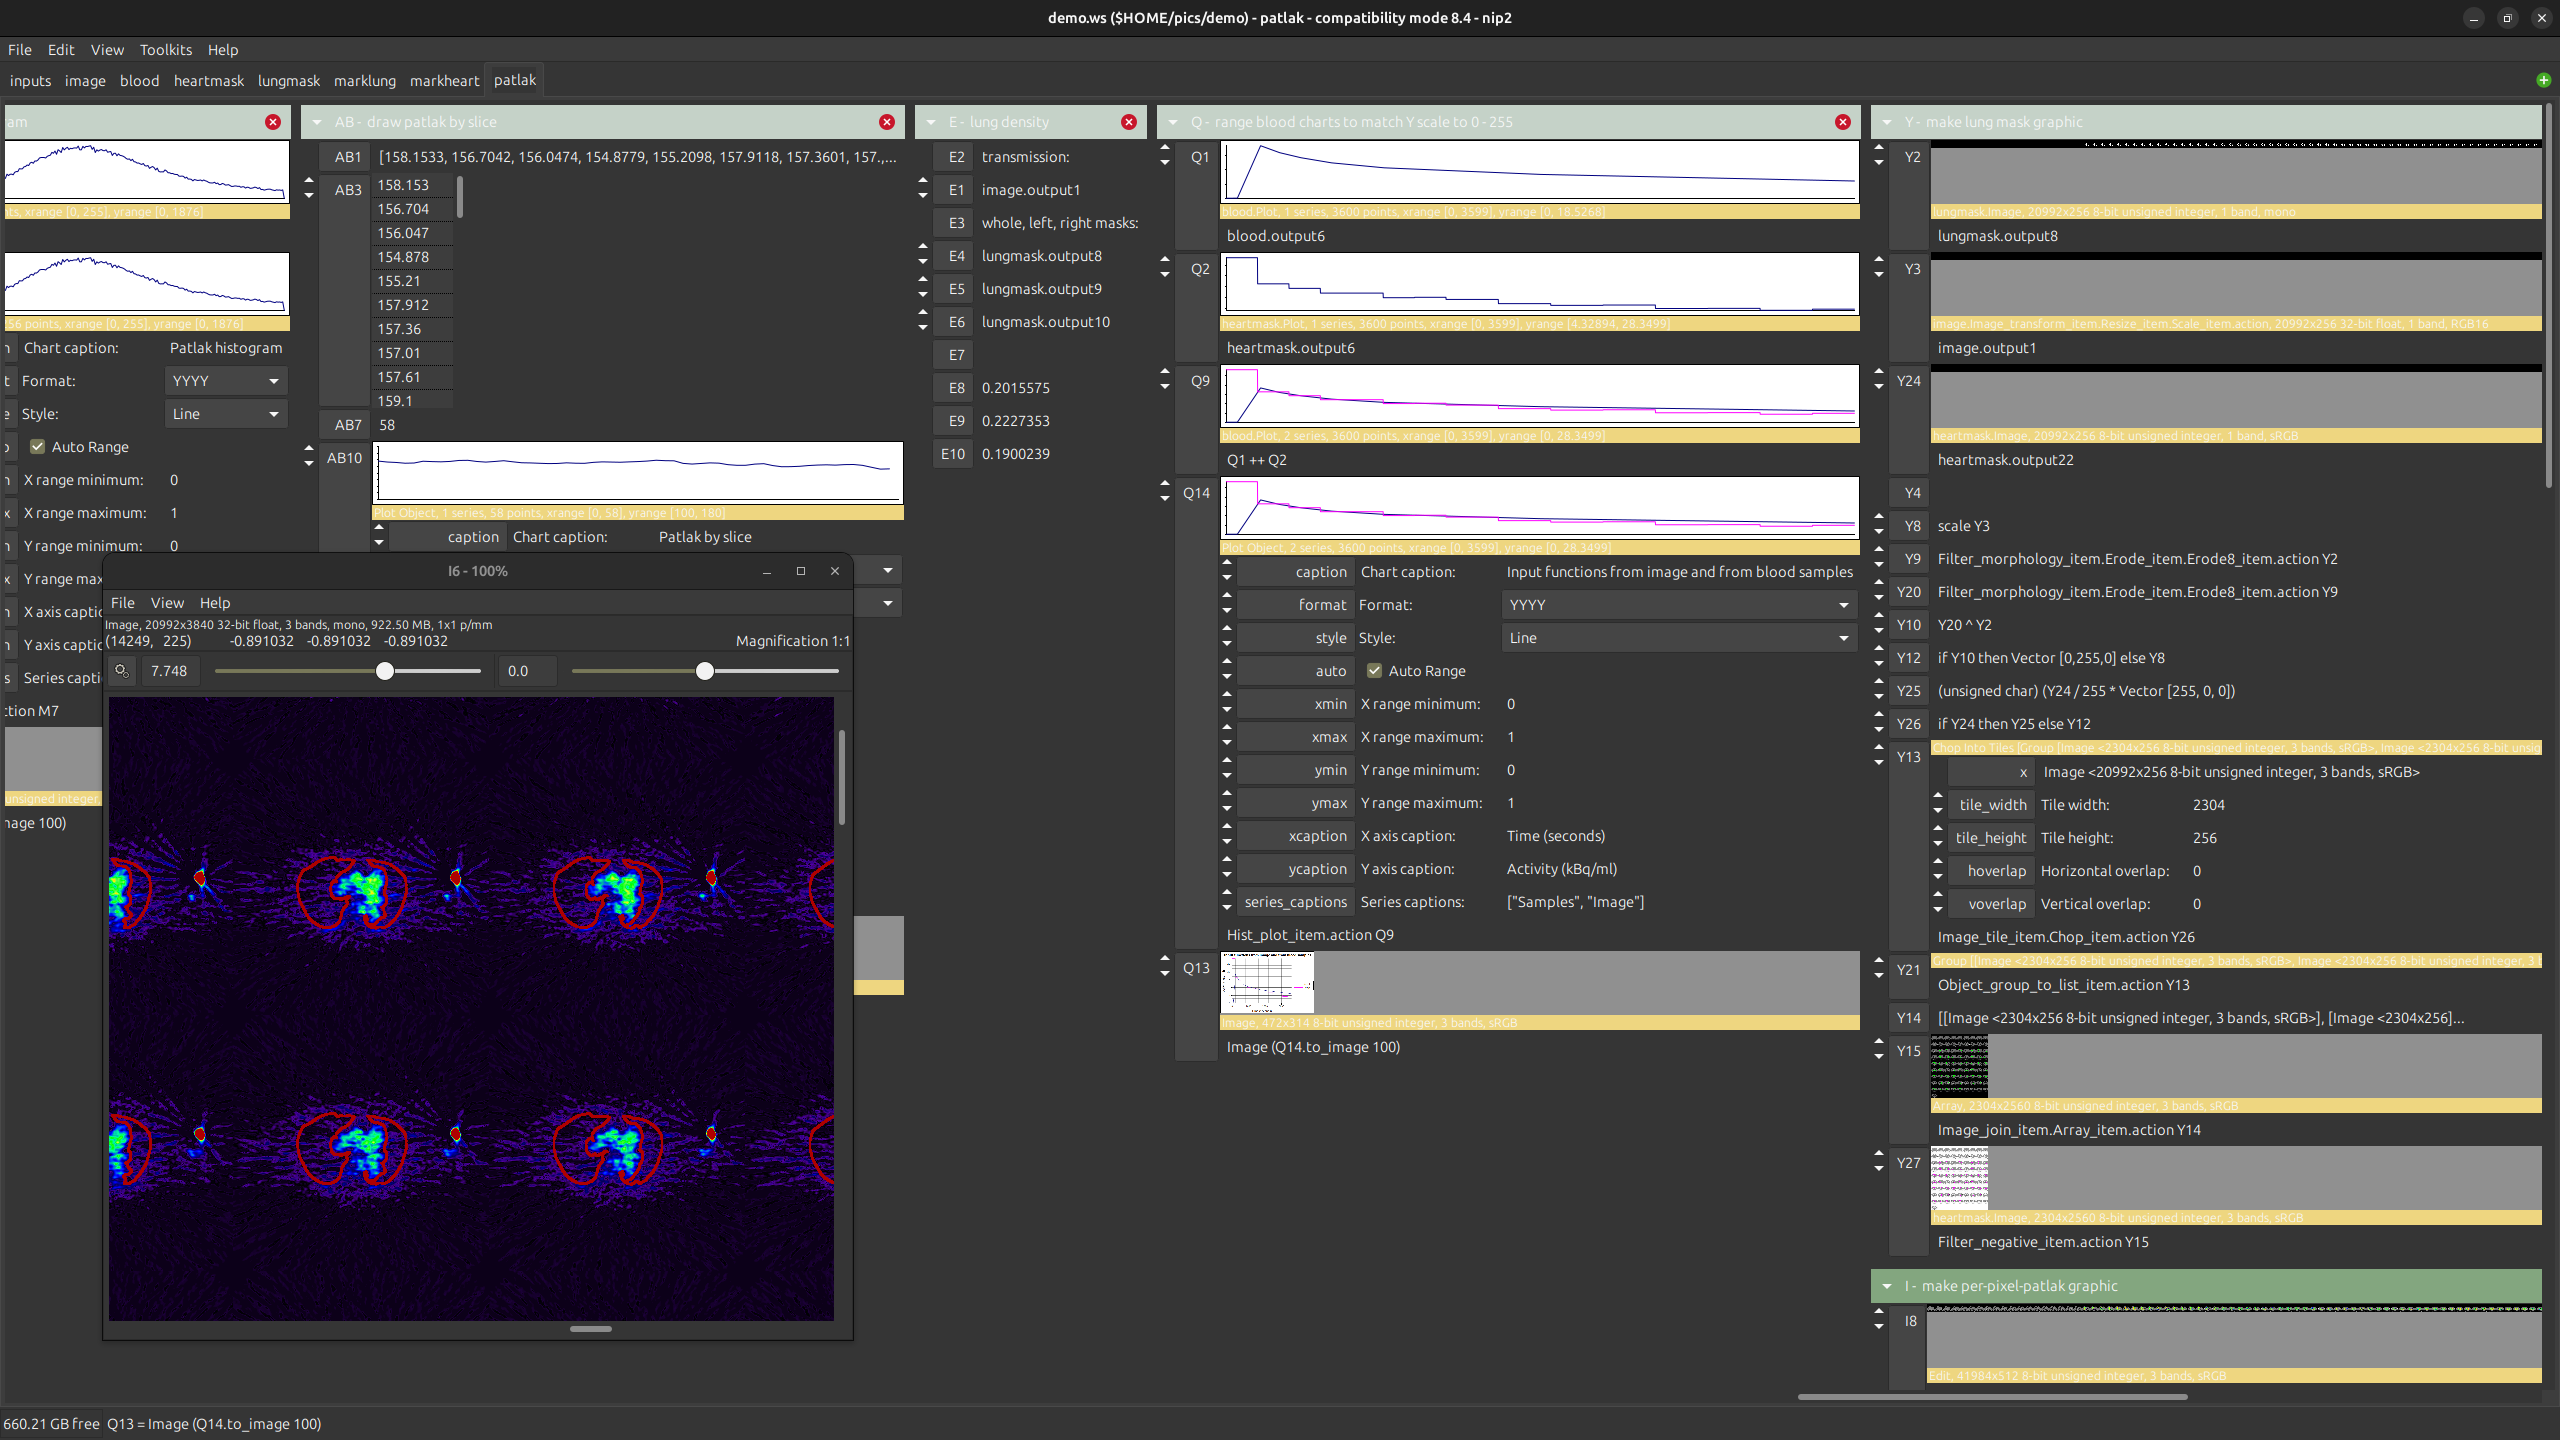 demo.ws ($HOME/pics/demo) - patlak - compatibility mode 8.4 - nip2
File Edit View Toolkits Help
inputs image blood heartmask lungmask marklung markheart patlak
am
nts, xrange [0, 255], yrange [0, 1876]
256 points, xrange [0, 255], yrange [0, 1876]
Chart caption: Patlak histogram
Format: YYYY
Style: Line
Auto Range
X range minimum: 0
X range maximum: 1
Y range minimum: 0
Y range max
X axis captio
Y axis captio
Series capti
ction M7
unsigned integer,
mage 100)
AB - draw patlak by slice
AB1 [158.1533, 156.7042, 156.0474, 154.8779, 155.2098, 157.9118, 157.3601, 157.,...
AB3 158.153
156.704
156.047
154.878
155.21
157.912
157.36
157.01
157.61
159.1
AB7 58
AB10
Plot Object, 1 series, 58 points, xrange [0, 58], yrange [100, 180]
caption Chart caption: Patlak by slice
I6 - 100%
File View Help
Image, 20992x3840 32-bit float, 3 bands, mono, 922.50 MB, 1x1 p/mm
(14249, 225) -0.891032 -0.891032 -0.891032 Magnification 1:1
7.748 0.0
E - lung density
E2 transmission:
E1 image.output1
E3 whole, left, right masks:
E4 lungmask.output8
E5 lungmask.output9
E6 lungmask.output10
E7
E8 0.2015575
E9 0.2227353
E10 0.1900239
Q - range blood charts to match Y scale to 0 - 255
Q1
blood.Plot, 1 series, 3600 points, xrange [0, 3599], yrange [0, 18.5268]
blood.output6
Q2
heartmask.Plot, 1 series, 3600 points, xrange [0, 3599], yrange [4.32894, 28.3499]
heartmask.output6
Q9
blood.Plot, 2 series, 3600 points, xrange [0, 3599], yrange [0, 28.3499]
Q1 ++ Q2
Q14
Plot Object, 2 series, 3600 points, xrange [0, 3599], yrange [0, 28.3499]
caption Chart caption: Input functions from image and from blood samples
format Format: YYYY
style Style: Line
auto Auto Range
xmin X range minimum: 0
xmax X range maximum: 1
ymin Y range minimum: 0
ymax Y range maximum: 1
xcaption X axis caption: Time (seconds)
ycaption Y axis caption: Activity (kBq/ml)
series_captions Series captions: ["Samples", "Image"]
Hist_plot_item.action Q9
Q13
Image, 472x314 8-bit unsigned integer, 3 bands, sRGB
Image (Q14.to_image 100)
Y - make lung mask graphic
Y2
lungmask.Image, 20992x256 8-bit unsigned integer, 1 band, mono
lungmask.output8
Y3
image.Image_transform_item.Resize_item.Scale_item.action, 20992x256 32-bit float, 1 band, RGB16
image.output1
Y24
heartmask.Image, 20992x256 8-bit unsigned integer, 1 band, sRGB
heartmask.output22
Y4
Y8 scale Y3
Y9 Filter_morphology_item.Erode_item.Erode8_item.action Y2
Y20 Filter_morphology_item.Erode_item.Erode8_item.action Y9
Y10 Y20 ^ Y2
Y12 if Y10 then Vector [0,255,0] else Y8
Y25 (unsigned char) (Y24 / 255 * Vector [255, 0, 0])
Y26 if Y24 then Y25 else Y12
Y13 Chop Into Tiles [Group [Image <2304x256 8-bit unsigned integer, 3 bands, sRGB>, Image <2304x256 8-bit unsig
x Image <20992x256 8-bit unsigned integer, 3 bands, sRGB>
tile_width Tile width: 2304
tile_height Tile height: 256
hoverlap Horizontal overlap: 0
voverlap Vertical overlap: 0
Image_tile_item.Chop_item.action Y26
Y21 Group [[Image <2304x256 8-bit unsigned integer, 3 bands, sRGB>, Image <2304x256 8-bit unsigned integer, 3 b
Object_group_to_list_item.action Y13
Y14 [[Image <2304x256 8-bit unsigned integer, 3 bands, sRGB>], [Image <2304x256]...
Y15
Array, 2304x2560 8-bit unsigned integer, 3 bands, sRGB
Image_join_item.Array_item.action Y14
Y27
heartmask.Image, 2304x2560 8-bit unsigned integer, 3 bands, sRGB
Filter_negative_item.action Y15
I - make per-pixel-patlak graphic
I8
Edit, 41984x512 8-bit unsigned integer, 3 bands, sRGB
660.21 GB free Q13 = Image (Q14.to_image 100)